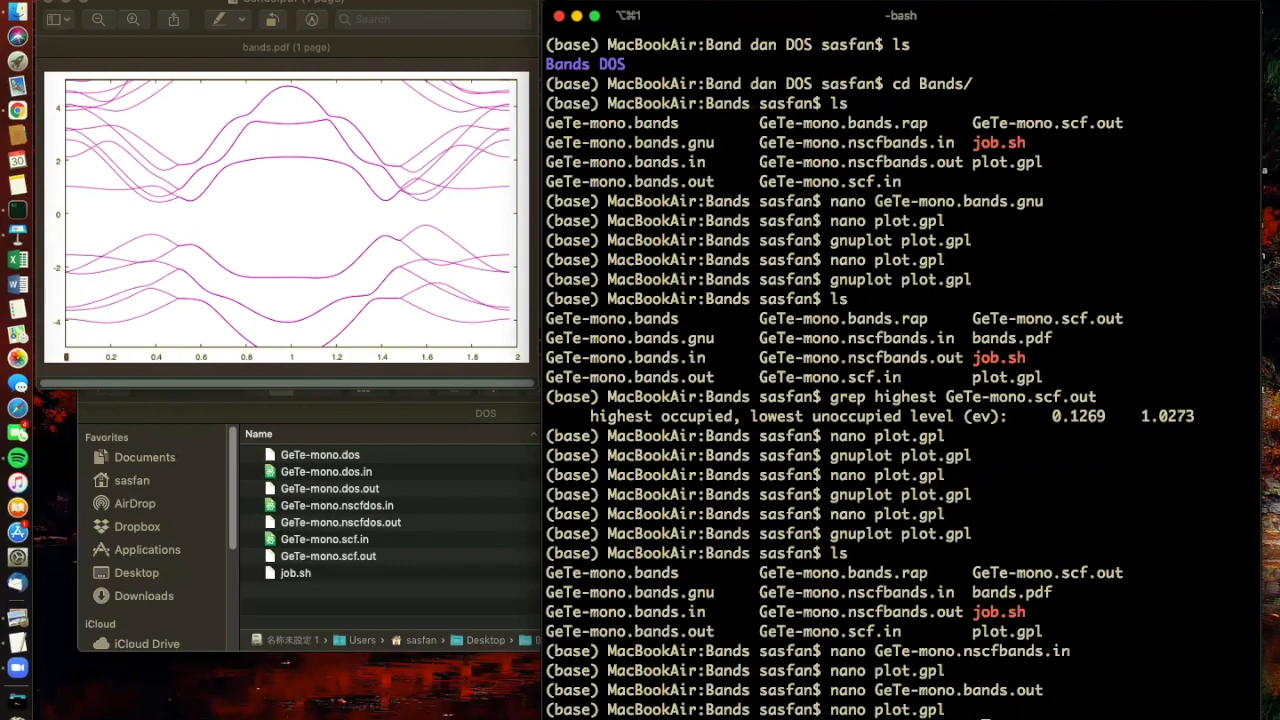 bands.pdf (1 page)
Search
bands.pdf (1 page)
4
2
0
-2
-4
0
0.2
0.4
0.6
0.8
1
1.2
1.4
1.6
1.8
2
DOS
Favorites
Documents
sasfan
AirDrop
Dropbox
Applications
Desktop
Downloads
iCloud
iCloud Drive
Name
GeTe-mono.dos
GeTe-mono.dos.in
GeTe-mono.dos.out
GeTe-mono.nscfdos.in
GeTe-mono.nscfdos.out
GeTe-mono.scf.in
GeTe-mono.scf.out
job.sh
名称未設定 1 › Users › sasfan › Desktop › B
⌥⌘1 -bash
(base) MacBookAir:Band dan DOS sasfan$ ls
Bands DOS
(base) MacBookAir:Band dan DOS sasfan$ cd Bands/
(base) MacBookAir:Bands sasfan$ ls
GeTe-mono.bands GeTe-mono.bands.rap GeTe-mono.scf.out
GeTe-mono.bands.gnu GeTe-mono.nscfbands.in job.sh
GeTe-mono.bands.in GeTe-mono.nscfbands.out plot.gpl
GeTe-mono.bands.out GeTe-mono.scf.in
(base) MacBookAir:Bands sasfan$ nano GeTe-mono.bands.gnu
(base) MacBookAir:Bands sasfan$ nano plot.gpl
(base) MacBookAir:Bands sasfan$ gnuplot plot.gpl
(base) MacBookAir:Bands sasfan$ nano plot.gpl
(base) MacBookAir:Bands sasfan$ gnuplot plot.gpl
(base) MacBookAir:Bands sasfan$ ls
GeTe-mono.bands GeTe-mono.bands.rap GeTe-mono.scf.out
GeTe-mono.bands.gnu GeTe-mono.nscfbands.in bands.pdf
GeTe-mono.bands.in GeTe-mono.nscfbands.out job.sh
GeTe-mono.bands.out GeTe-mono.scf.in plot.gpl
(base) MacBookAir:Bands sasfan$ grep highest GeTe-mono.scf.out
highest occupied, lowest unoccupied level (ev): 0.1269 1.0273
(base) MacBookAir:Bands sasfan$ nano plot.gpl
(base) MacBookAir:Bands sasfan$ gnuplot plot.gpl
(base) MacBookAir:Bands sasfan$ nano plot.gpl
(base) MacBookAir:Bands sasfan$ gnuplot plot.gpl
(base) MacBookAir:Bands sasfan$ nano plot.gpl
(base) MacBookAir:Bands sasfan$ gnuplot plot.gpl
(base) MacBookAir:Bands sasfan$ ls
GeTe-mono.bands GeTe-mono.bands.rap GeTe-mono.scf.out
GeTe-mono.bands.gnu GeTe-mono.nscfbands.in bands.pdf
GeTe-mono.bands.in GeTe-mono.nscfbands.out job.sh
GeTe-mono.bands.out GeTe-mono.scf.in plot.gpl
(base) MacBookAir:Bands sasfan$ nano GeTe-mono.nscfbands.in
(base) MacBookAir:Bands sasfan$ nano plot.gpl
(base) MacBookAir:Bands sasfan$ nano GeTe-mono.bands.out
(base) MacBookAir:Bands sasfan$ nano plot.gpl